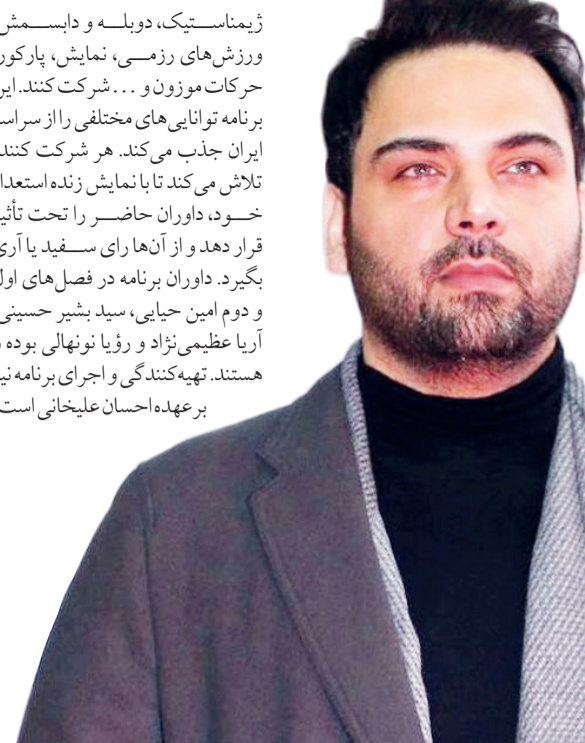 ژیمناستیک، دوبله و دابسمش
ورزش‌های رزمی، نمایش، پارکور
حرکات موزون و ... شرکت کنند. این
برنامه توانایی‌های مختلفی را از سراسر
ایران جذب می‌کند. هر شرکت کننده
تلاش می‌کند تا با نمایش زنده استعداد
خود، داوران حاضر را تحت تأثیر
قرار دهد و از آن‌ها رای سفید یا آری
بگیرد. داوران برنامه در فصل‌های اول
و دوم امین حیایی، سید بشیر حسینی
آریا عظیمی‌نژاد و رؤیا نونهالی بوده و
هستند. تهیه‌کنندگی و اجرای برنامه نیز
بر عهده احسان علیخانی است